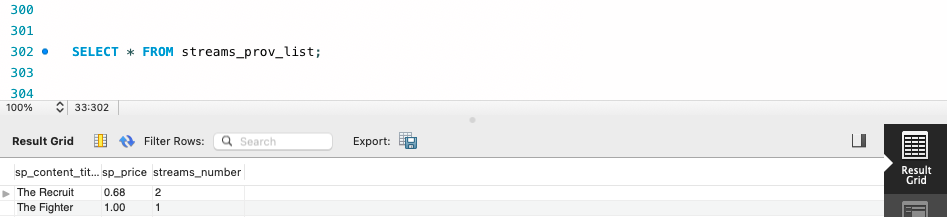 300
301
302 SELECT * FROM streams_prov_list;
303
304
100% 33:302
Result Grid Filter Rows: Search Export:
sp_content_tit... sp_price streams_number
The Recruit 0.68 2
The Fighter 1.00 1
Result
Grid